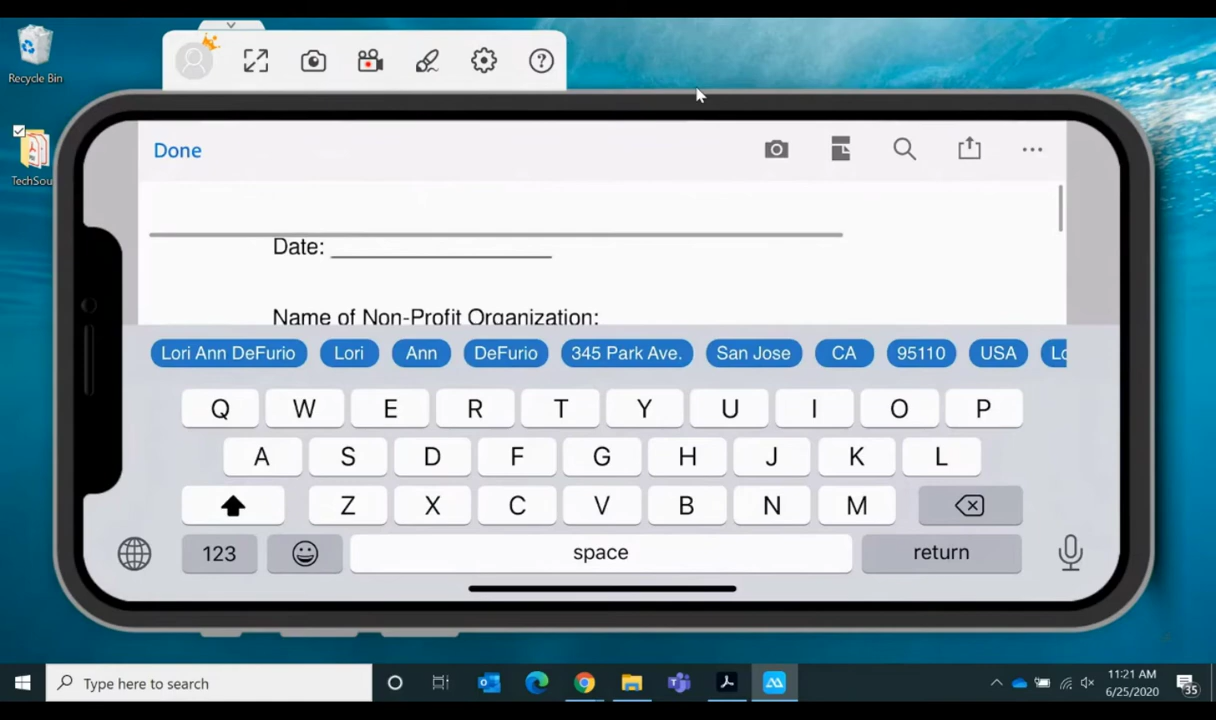 Recycle Bin
TechSou
Done
Date:
Name of Non-Profit Organization:
Lori Ann DeFurio Lori Ann DeFurio 345 Park Ave. San Jose CA 95110 USA Lo
Q W E R T Y U I O P
A S D F G H J K L
Z X C V B N M
123 space return
Type here to search
11:21 AM
6/25/2020
35